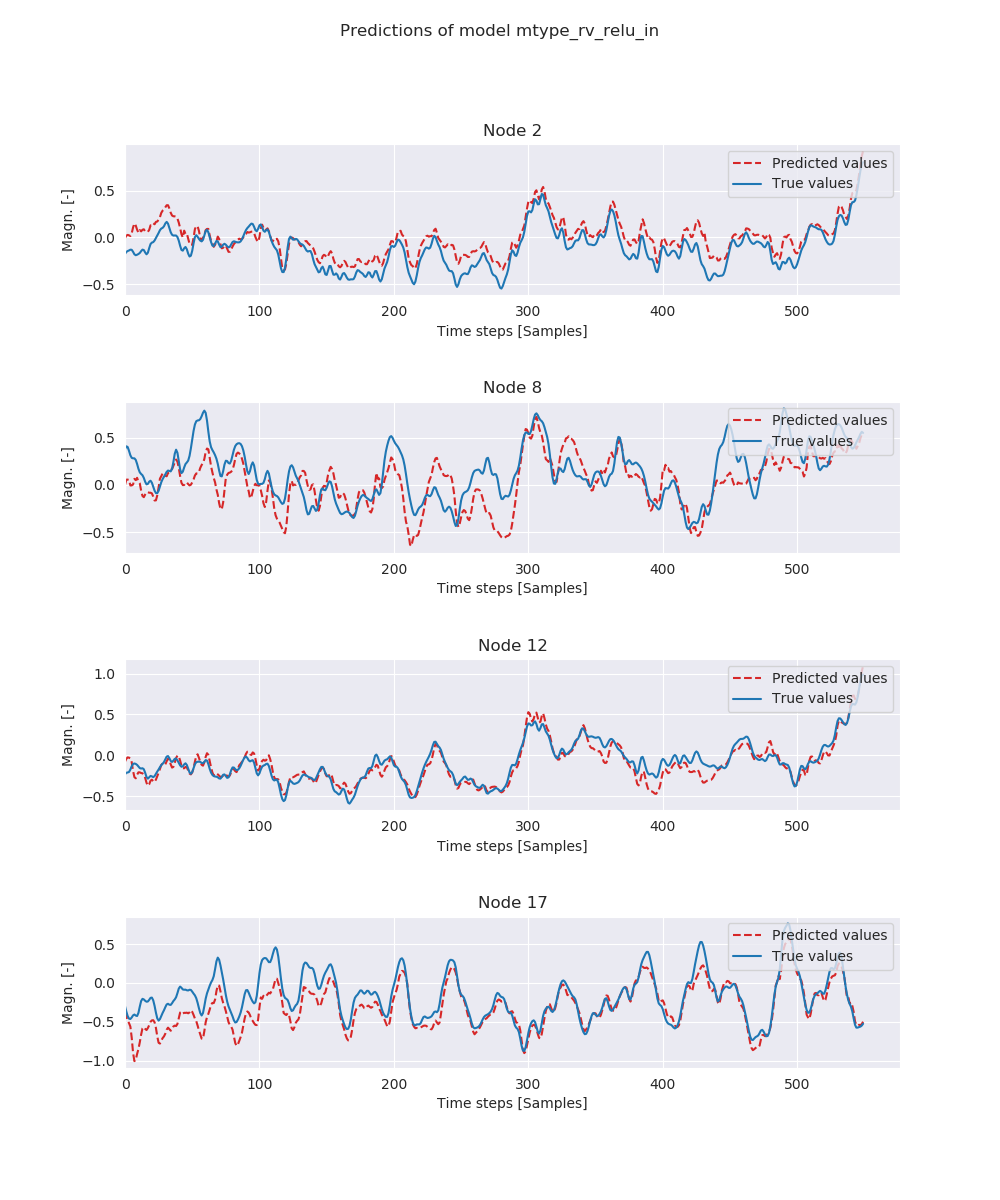 Predictions of model mtype_rv_relu_in
Node 2
Magn. [-]
0.5
0.0
−0.5
Predicted values
True values
0 100 200 300 400 500
Time steps [Samples]
Node 8
Magn. [-]
0.5
0.0
−0.5
Predicted values
True values
0 100 200 300 400 500
Time steps [Samples]
Node 12
Magn. [-]
1.0
0.5
0.0
−0.5
Predicted values
True values
0 100 200 300 400 500
Time steps [Samples]
Node 17
Magn. [-]
0.5
0.0
−0.5
−1.0
Predicted values
True values
0 100 200 300 400 500
Time steps [Samples]